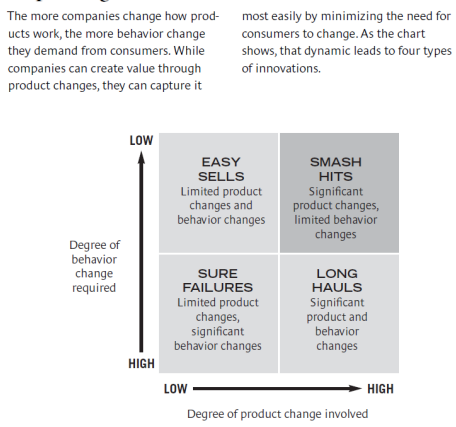 The more companies change how prod-
ucts work, the more behavior change
they demand from consumers. While
companies can create value through
product changes, they can capture it
most easily by minimizing the need for
consumers to change. As the chart
shows, that dynamic leads to four types
of innovations.
LOW
EASY
SELLS
Limited product
changes and
behavior changes
SMASH
HITS
Significant
product changes,
limited behavior
changes
Degree of
behavior
change
required
SURE
FAILURES
Limited product
changes,
significant
behavior changes
LONG
HAULS
Significant
product and
behavior
changes
HIGH
LOW
HIGH
Degree of product change involved